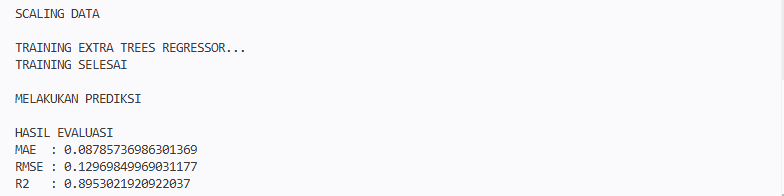 SCALING DATA
TRAINING EXTRA TREES REGRESSOR...
TRAINING SELESAI
MELAKUKAN PREDIKSI
HASIL EVALUASI
MAE  : 0.08785736986301369
RMSE : 0.12969849969031177
R2   : 0.8953021920922037